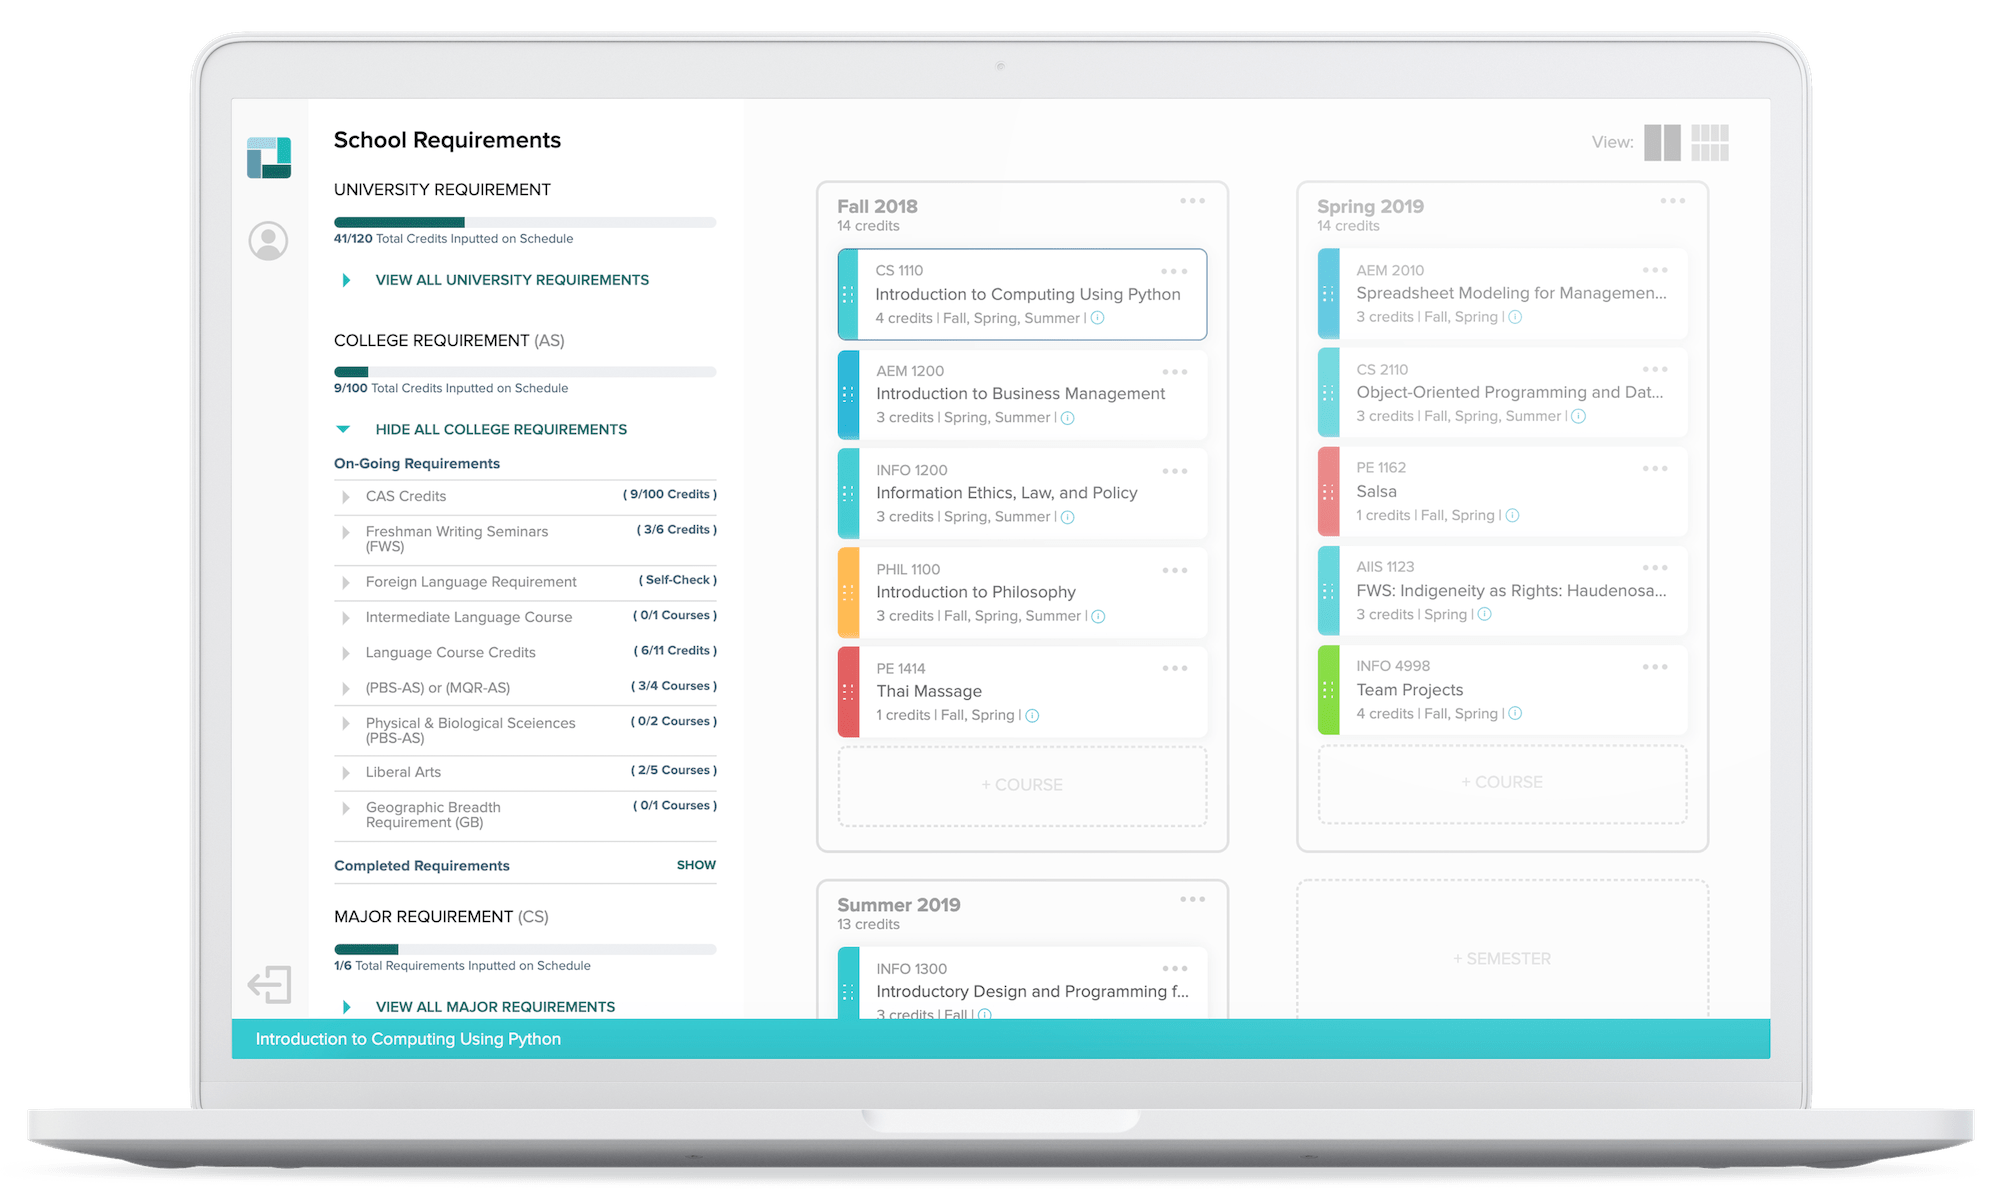 School Requirements
UNIVERSITY REQUIREMENT
41/120 Total Credits Inputted on Schedule
VIEW ALL UNIVERSITY REQUIREMENTS
COLLEGE REQUIREMENT (AS)
9/100 Total Credits Inputted on Schedule
HIDE ALL COLLEGE REQUIREMENTS
On-Going Requirements
CAS Credits ( 9/100 Credits )
Freshman Writing Seminars ( 3/6 Credits )
(FWS)
Foreign Language Requirement ( Self-Check )
Intermediate Language Course ( 0/1 Courses )
Language Course Credits ( 6/11 Credits )
(PBS-AS) or (MQR-AS) ( 3/4 Courses )
Physical & Biological Sceiences ( 0/2 Courses )
(PBS-AS)
Liberal Arts ( 2/5 Courses )
Geographic Breadth ( 0/1 Courses )
Requirement (GB)
Completed Requirements SHOW
MAJOR REQUIREMENT (CS)
1/6 Total Requirements Inputted on Schedule
VIEW ALL MAJOR REQUIREMENTS
View:
Fall 2018
14 credits
CS 1110
Introduction to Computing Using Python
4 credits | Fall, Spring, Summer |
AEM 1200
Introduction to Business Management
3 credits | Spring, Summer |
INFO 1200
Information Ethics, Law, and Policy
3 credits | Spring, Summer |
PHIL 1100
Introduction to Philosophy
3 credits | Fall, Spring, Summer |
PE 1414
Thai Massage
1 credits | Fall, Spring |
+ COURSE
Spring 2019
14 credits
AEM 2010
Spreadsheet Modeling for Managemen...
3 credits | Fall, Spring |
CS 2110
Object-Oriented Programming and Dat...
3 credits | Fall, Spring, Summer |
PE 1162
Salsa
1 credits | Fall, Spring |
AIIS 1123
FWS: Indigeneity as Rights: Haudenosa...
3 credits | Spring |
INFO 4998
Team Projects
4 credits | Fall, Spring |
+ COURSE
Summer 2019
13 credits
INFO 1300
Introductory Design and Programming f...
3 credits | Fall |
+ SEMESTER
Introduction to Computing Using Python